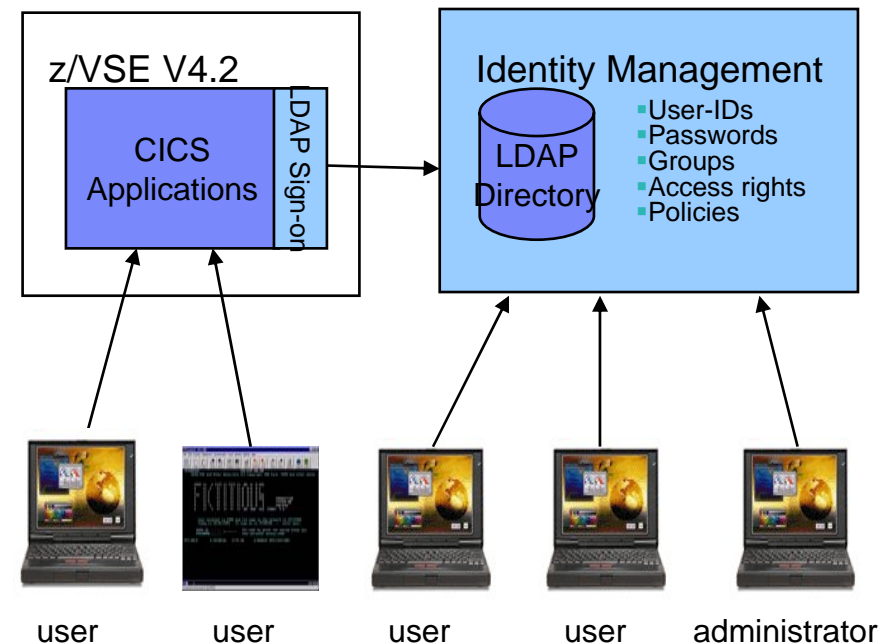 z/VSE V4.2
CICS
Applications
LDAP Sign-on
Identity Management
LDAP
Directory
User-IDs
Passwords
Groups
Access rights
Policies
FICTITIOUS
user
user
user
user
administrator